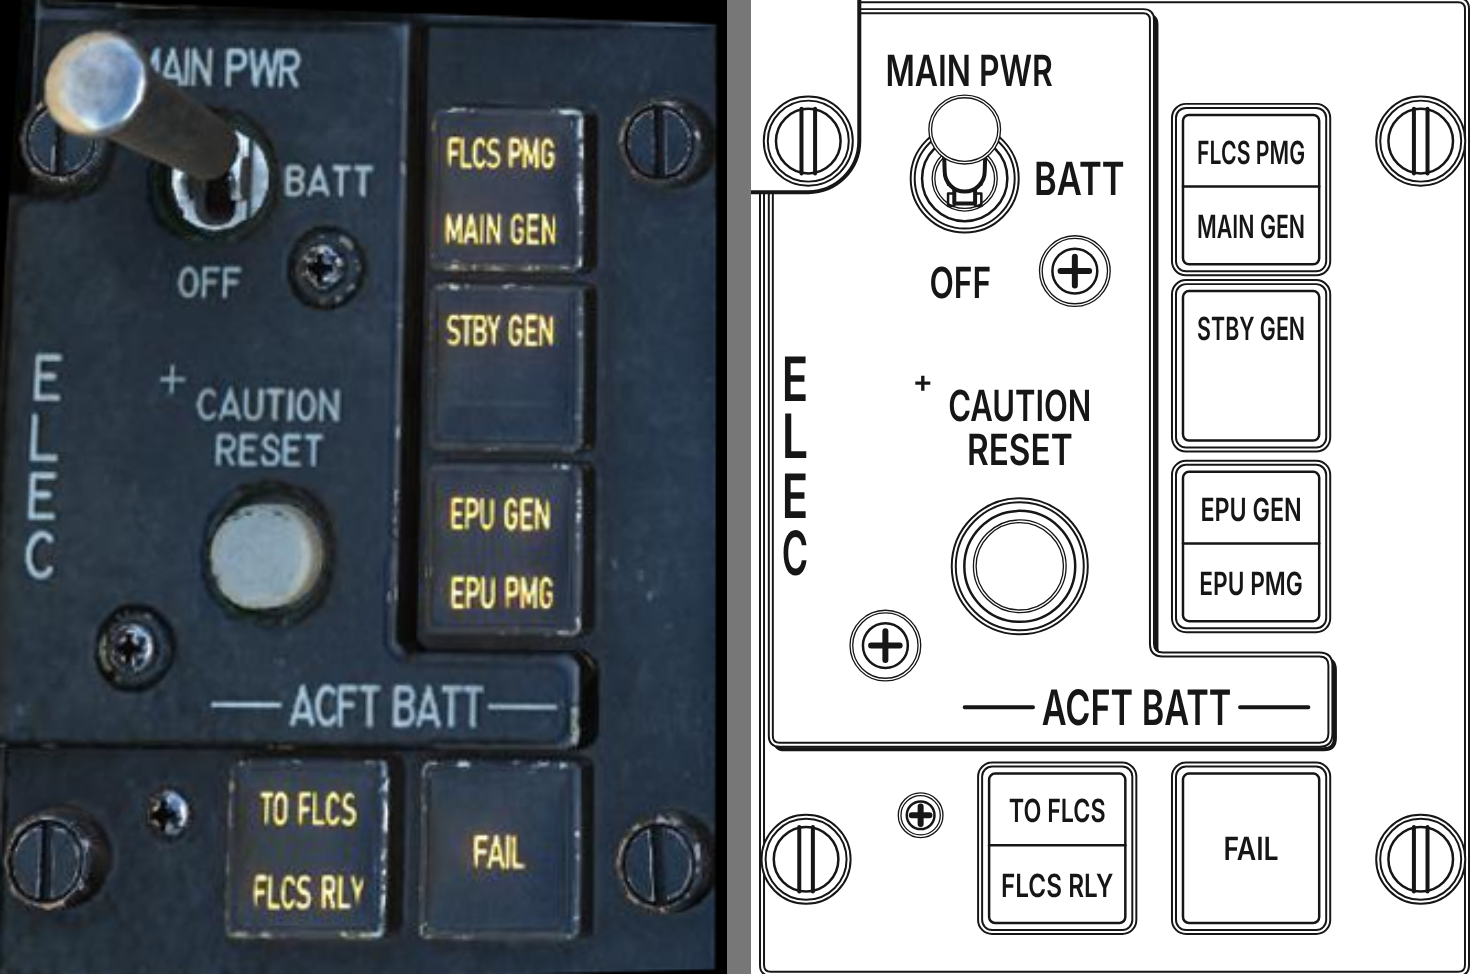 MAIN PWR
BATT
OFF
ELEC
+ CAUTION
RESET
ACFT BATT
FLCS PMG
MAIN GEN
STBY GEN
EPU GEN
EPU PMG
TO FLCS
FLCS RLY
FAIL
MAIN PWR
BATT
OFF
ELEC
+ CAUTION
RESET
ACFT BATT
FLCS PMG
MAIN GEN
STBY GEN
EPU GEN
EPU PMG
TO FLCS
FLCS RLY
FAIL